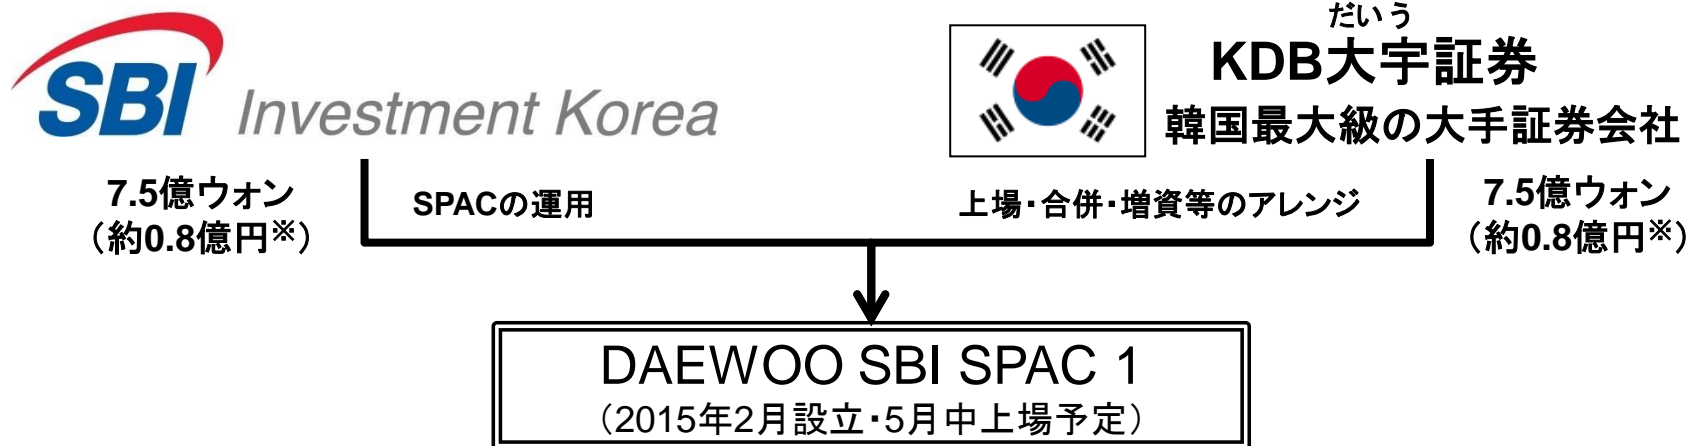 SBI Investment Korea
だいう
KDB大宇証券
韓国最大級の大手証券会社
7.5億ウォン
（約0.8億円※）
SPACの運用
上場・合併・増資等のアレンジ
7.5億ウォン
（約0.8億円※）
DAEWOO SBI SPAC 1
（2015年2月設立・5月中上場予定）